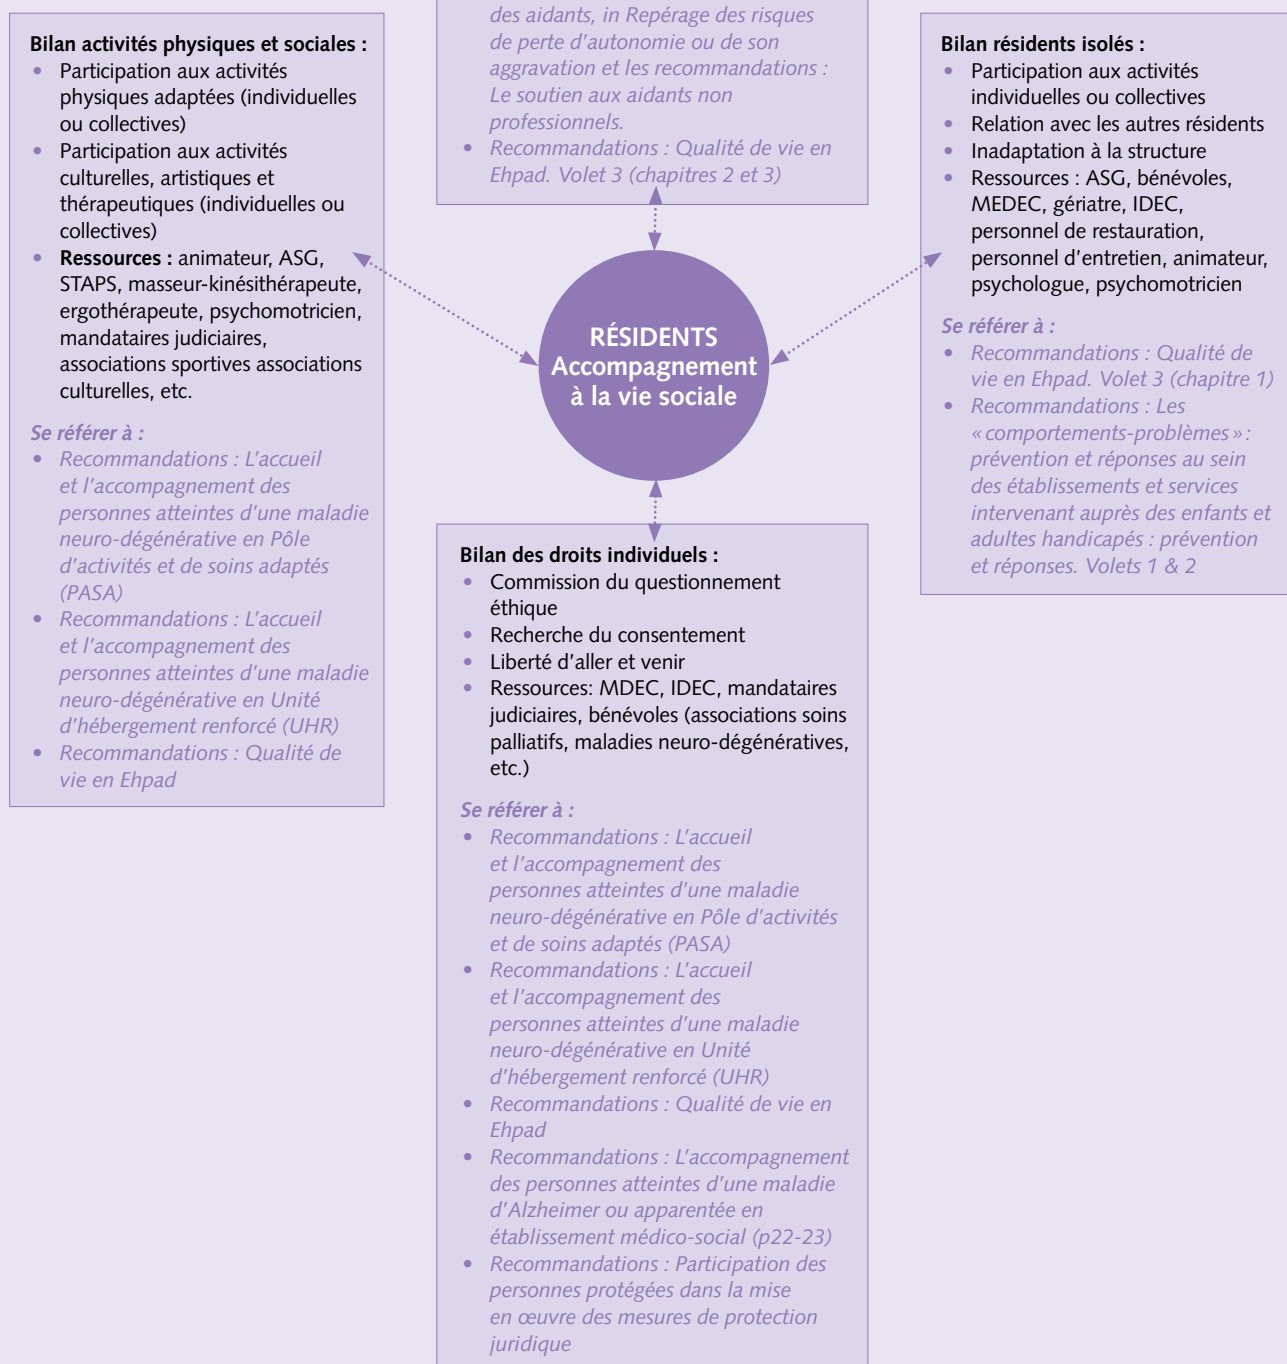 des aidants, in Repérage des risques
de perte d'autonomie ou de son
aggravation et les recommandations :
Le soutien aux aidants non
professionnels.
• Recommandations : Qualité de vie en
Ehpad. Volet 3 (chapitres 2 et 3)
Bilan activités physiques et sociales :
• Participation aux activités
physiques adaptées (individuelles
ou collectives)
• Participation aux activités
culturelles, artistiques et
thérapeutiques (individuelles ou
collectives)
• Ressources : animateur, ASG,
STAPS, masseur-kinésithérapeute,
ergothérapeute, psychomotricien,
mandataires judiciaires,
associations sportives associations
culturelles, etc.
Se référer à :
• Recommandations : L'accueil
et l'accompagnement des
personnes atteintes d'une maladie
neuro-dégénérative en Pôle
d'activités et de soins adaptés
(PASA)
• Recommandations : L'accueil
et l'accompagnement des
personnes atteintes d'une maladie
neuro-dégénérative en Unité
d'hébergement renforcé (UHR)
• Recommandations : Qualité de
vie en Ehpad
RÉSIDENTS
Accompagnement
à la vie sociale
Bilan résidents isolés :
• Participation aux activités
individuelles ou collectives
• Relation avec les autres résidents
• Inadaptation à la structure
• Ressources : ASG, bénévoles,
MEDEC, gériatre, IDEC,
personnel de restauration,
personnel d'entretien, animateur,
psychologue, psychomotricien
Se référer à :
• Recommandations : Qualité de
vie en Ehpad. Volet 3 (chapitre 1)
• Recommandations : Les
« comportements-problèmes » :
prévention et réponses au sein
des établissements et services
intervenant auprès des enfants et
adultes handicapés : prévention
et réponses. Volets 1 & 2
Bilan des droits individuels :
• Commission du questionnement
éthique
• Recherche du consentement
• Liberté d'aller et venir
• Ressources: MDEC, IDEC, mandataires
judiciaires, bénévoles (associations soins
palliatifs, maladies neuro-dégénératives,
etc.)
Se référer à :
• Recommandations : L'accueil
et l'accompagnement des
personnes atteintes d'une maladie
neuro-dégénérative en Pôle d'activités
et de soins adaptés (PASA)
• Recommandations : L'accueil
et l'accompagnement des
personnes atteintes d'une maladie
neuro-dégénérative en Unité
d'hébergement renforcé (UHR)
• Recommandations : Qualité de vie en
Ehpad
• Recommandations : L'accompagnement
des personnes atteintes d'une maladie
d'Alzheimer ou apparentée en
établissement médico-social (p22-23)
• Recommandations : Participation des
personnes protégées dans la mise
en œuvre des mesures de protection
juridique